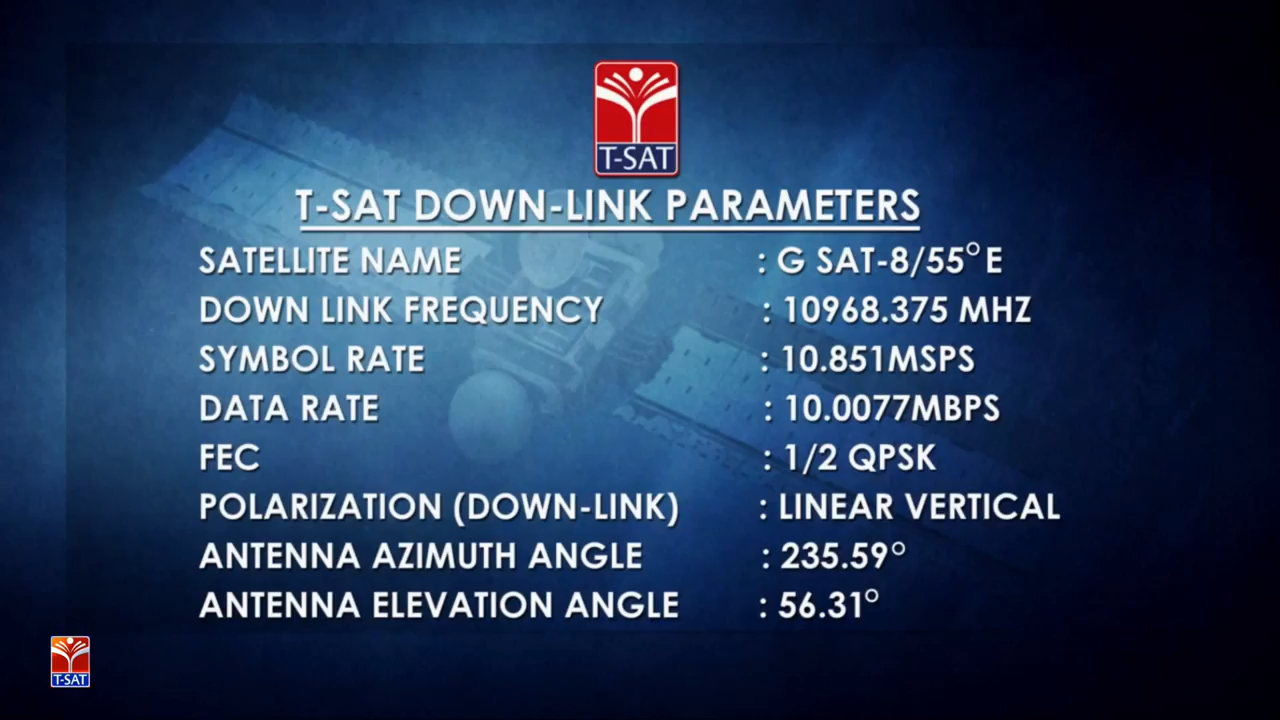 T-SAT
T-SAT DOWN-LINK PARAMETERS
SATELLITE NAME : G SAT-8/55° E
DOWN LINK FREQUENCY : 10968.375 MHZ
SYMBOL RATE : 10.851MSPS
DATA RATE : 10.0077MBPS
FEC : 1/2 QPSK
POLARIZATION (DOWN-LINK) : LINEAR VERTICAL
ANTENNA AZIMUTH ANGLE : 235.59°
ANTENNA ELEVATION ANGLE : 56.31°
T-SAT